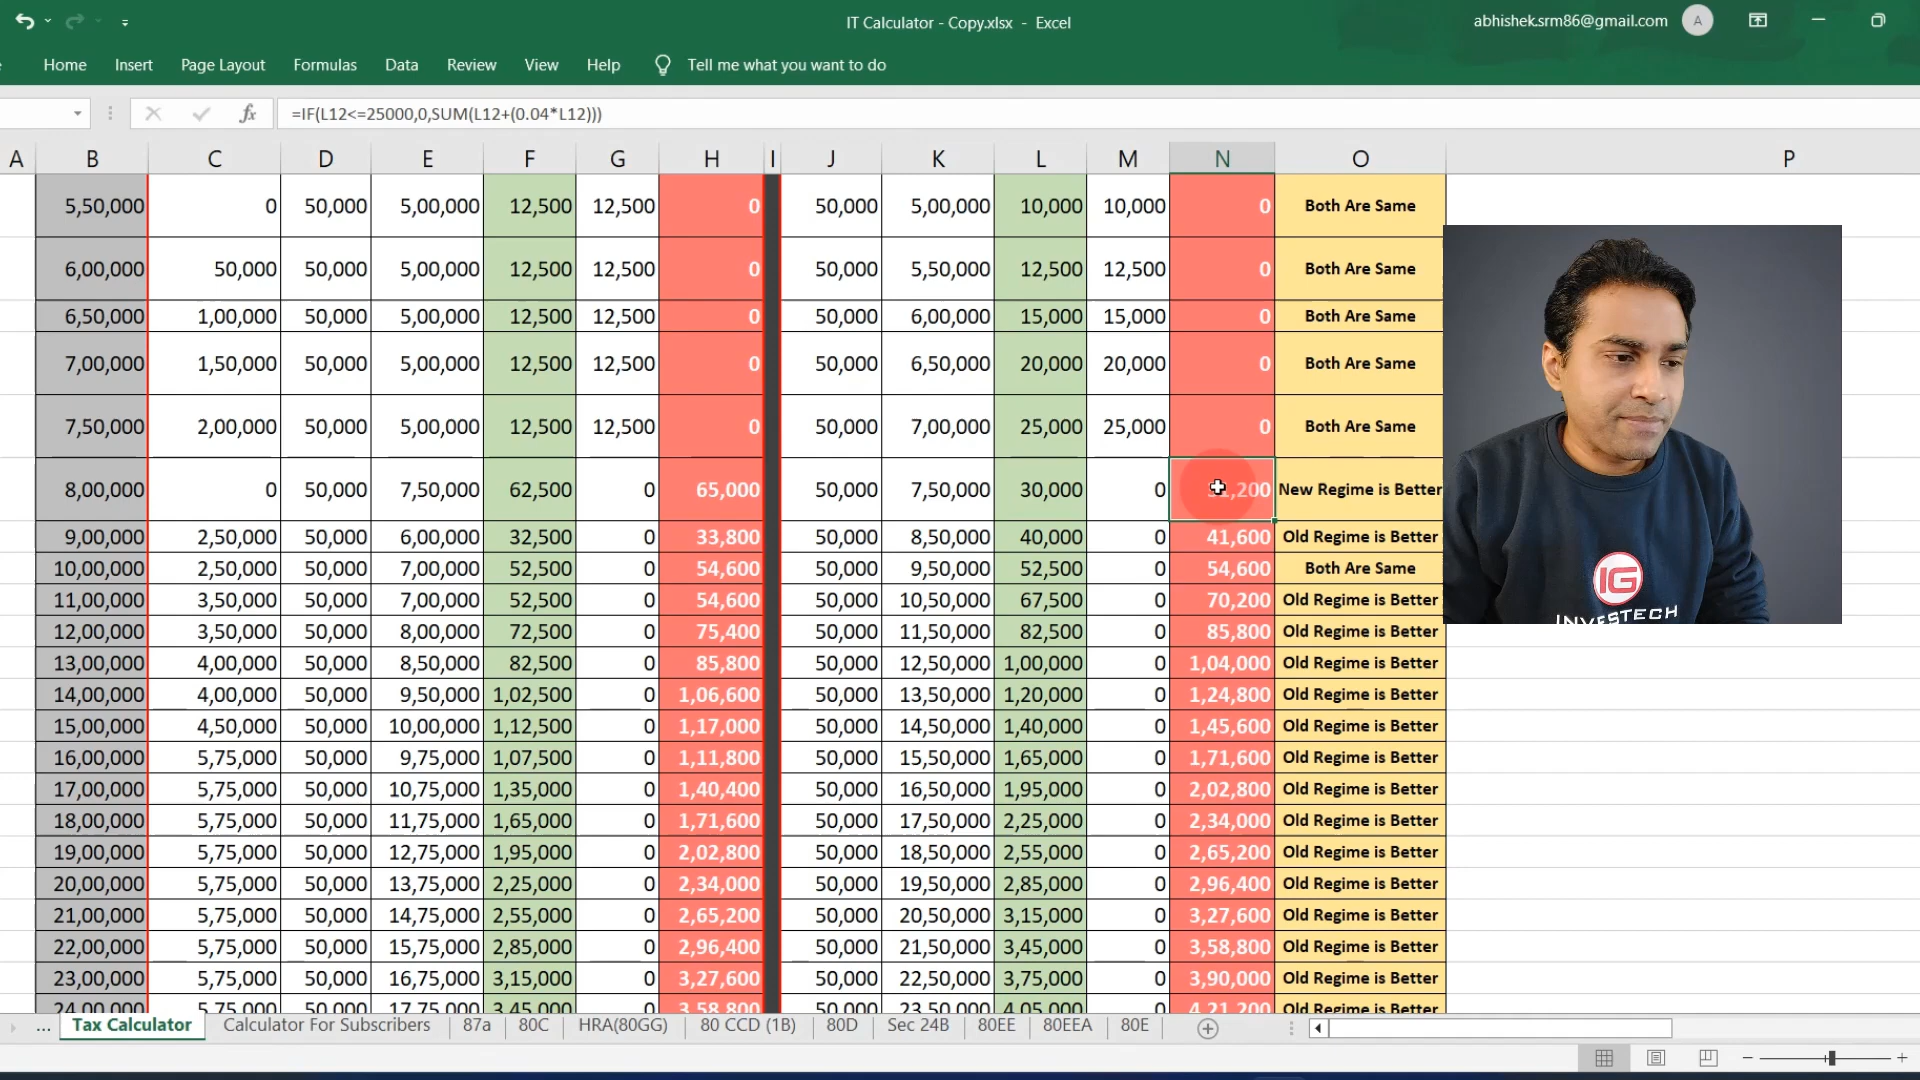 IT Calculator - Copy.xlsx - Excel
abhishek.srm86@gmail.com A
Home Insert Page Layout Formulas Data Review View Help Tell me what you want to do
fx =IF(L12<=25000,0,SUM(L12+(0.04*L12)))
A B C D E F G H I J K L M N O P
5,50,000 0 50,000 5,00,000 12,500 12,500 0 50,000 5,00,000 10,000 10,000 0 Both Are Same
6,00,000 50,000 50,000 5,00,000 12,500 12,500 0 50,000 5,50,000 12,500 12,500 0 Both Are Same
6,50,000 1,00,000 50,000 5,00,000 12,500 12,500 0 50,000 6,00,000 15,000 15,000 0 Both Are Same
7,00,000 1,50,000 50,000 5,00,000 12,500 12,500 0 50,000 6,50,000 20,000 20,000 0 Both Are Same
7,50,000 2,00,000 50,000 5,00,000 12,500 12,500 0 50,000 7,00,000 25,000 25,000 0 Both Are Same
8,00,000 0 50,000 7,50,000 62,500 0 65,000 50,000 7,50,000 30,000 0 New Regime is Better
9,00,000 2,50,000 50,000 6,00,000 32,500 0 33,800 50,000 8,50,000 40,000 0 41,600 Old Regime is Better
10,00,000 2,50,000 50,000 7,00,000 52,500 0 54,600 50,000 9,50,000 52,500 0 54,600 Both Are Same
11,00,000 3,50,000 50,000 7,00,000 52,500 0 54,600 50,000 10,50,000 67,500 0 70,200 Old Regime is Better
12,00,000 3,50,000 50,000 8,00,000 72,500 0 75,400 50,000 11,50,000 82,500 0 85,800 Old Regime is Better
13,00,000 4,00,000 50,000 8,50,000 82,500 0 85,800 50,000 12,50,000 1,00,000 0 1,04,000 Old Regime is Better
14,00,000 4,00,000 50,000 9,50,000 1,02,500 0 1,06,600 50,000 13,50,000 1,20,000 0 1,24,800 Old Regime is Better
15,00,000 4,50,000 50,000 10,00,000 1,12,500 0 1,17,000 50,000 14,50,000 1,40,000 0 1,45,600 Old Regime is Better
16,00,000 5,75,000 50,000 9,75,000 1,07,500 0 1,11,800 50,000 15,50,000 1,65,000 0 1,71,600 Old Regime is Better
17,00,000 5,75,000 50,000 10,75,000 1,35,000 0 1,40,400 50,000 16,50,000 1,95,000 0 2,02,800 Old Regime is Better
18,00,000 5,75,000 50,000 11,75,000 1,65,000 0 1,71,600 50,000 17,50,000 2,25,000 0 2,34,000 Old Regime is Better
19,00,000 5,75,000 50,000 12,75,000 1,95,000 0 2,02,800 50,000 18,50,000 2,55,000 0 2,65,200 Old Regime is Better
20,00,000 5,75,000 50,000 13,75,000 2,25,000 0 2,34,000 50,000 19,50,000 2,85,000 0 2,96,400 Old Regime is Better
21,00,000 5,75,000 50,000 14,75,000 2,55,000 0 2,65,200 50,000 20,50,000 3,15,000 0 3,27,600 Old Regime is Better
22,00,000 5,75,000 50,000 15,75,000 2,85,000 0 2,96,400 50,000 21,50,000 3,45,000 0 3,58,800 Old Regime is Better
23,00,000 5,75,000 50,000 16,75,000 3,15,000 0 3,27,600 50,000 22,50,000 3,75,000 0 3,90,000 Old Regime is Better
24,00,000 5,75,000 50,000 17,75,000 3,45,000 0 3,58,800 50,000 23,50,000 4,05,000 0 4,21,200 Old Regime is Better
IG
INVESTECH
... Tax Calculator Calculator For Subscribers 87a 80C HRA(80GG) 80 CCD (1B) 80D Sec 24B 80EE 80EEA 80E